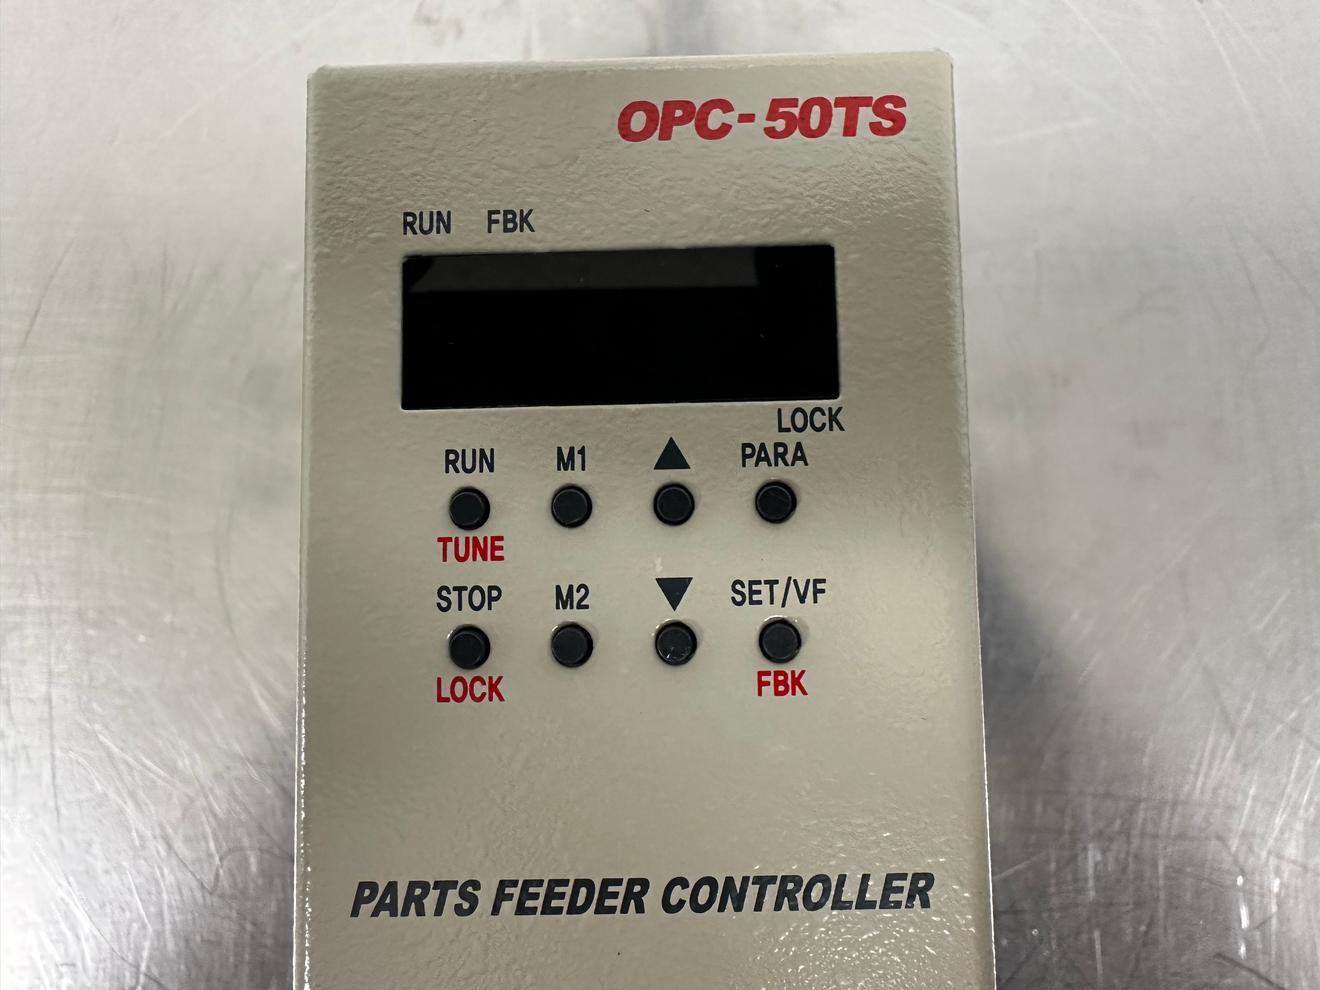 OPC-50TS
RUN FBK
LOCK
RUN M1 ▲ PARA
TUNE
STOP M2 ▼ SET/VF
LOCK FBK
PARTS FEEDER CONTROLLER